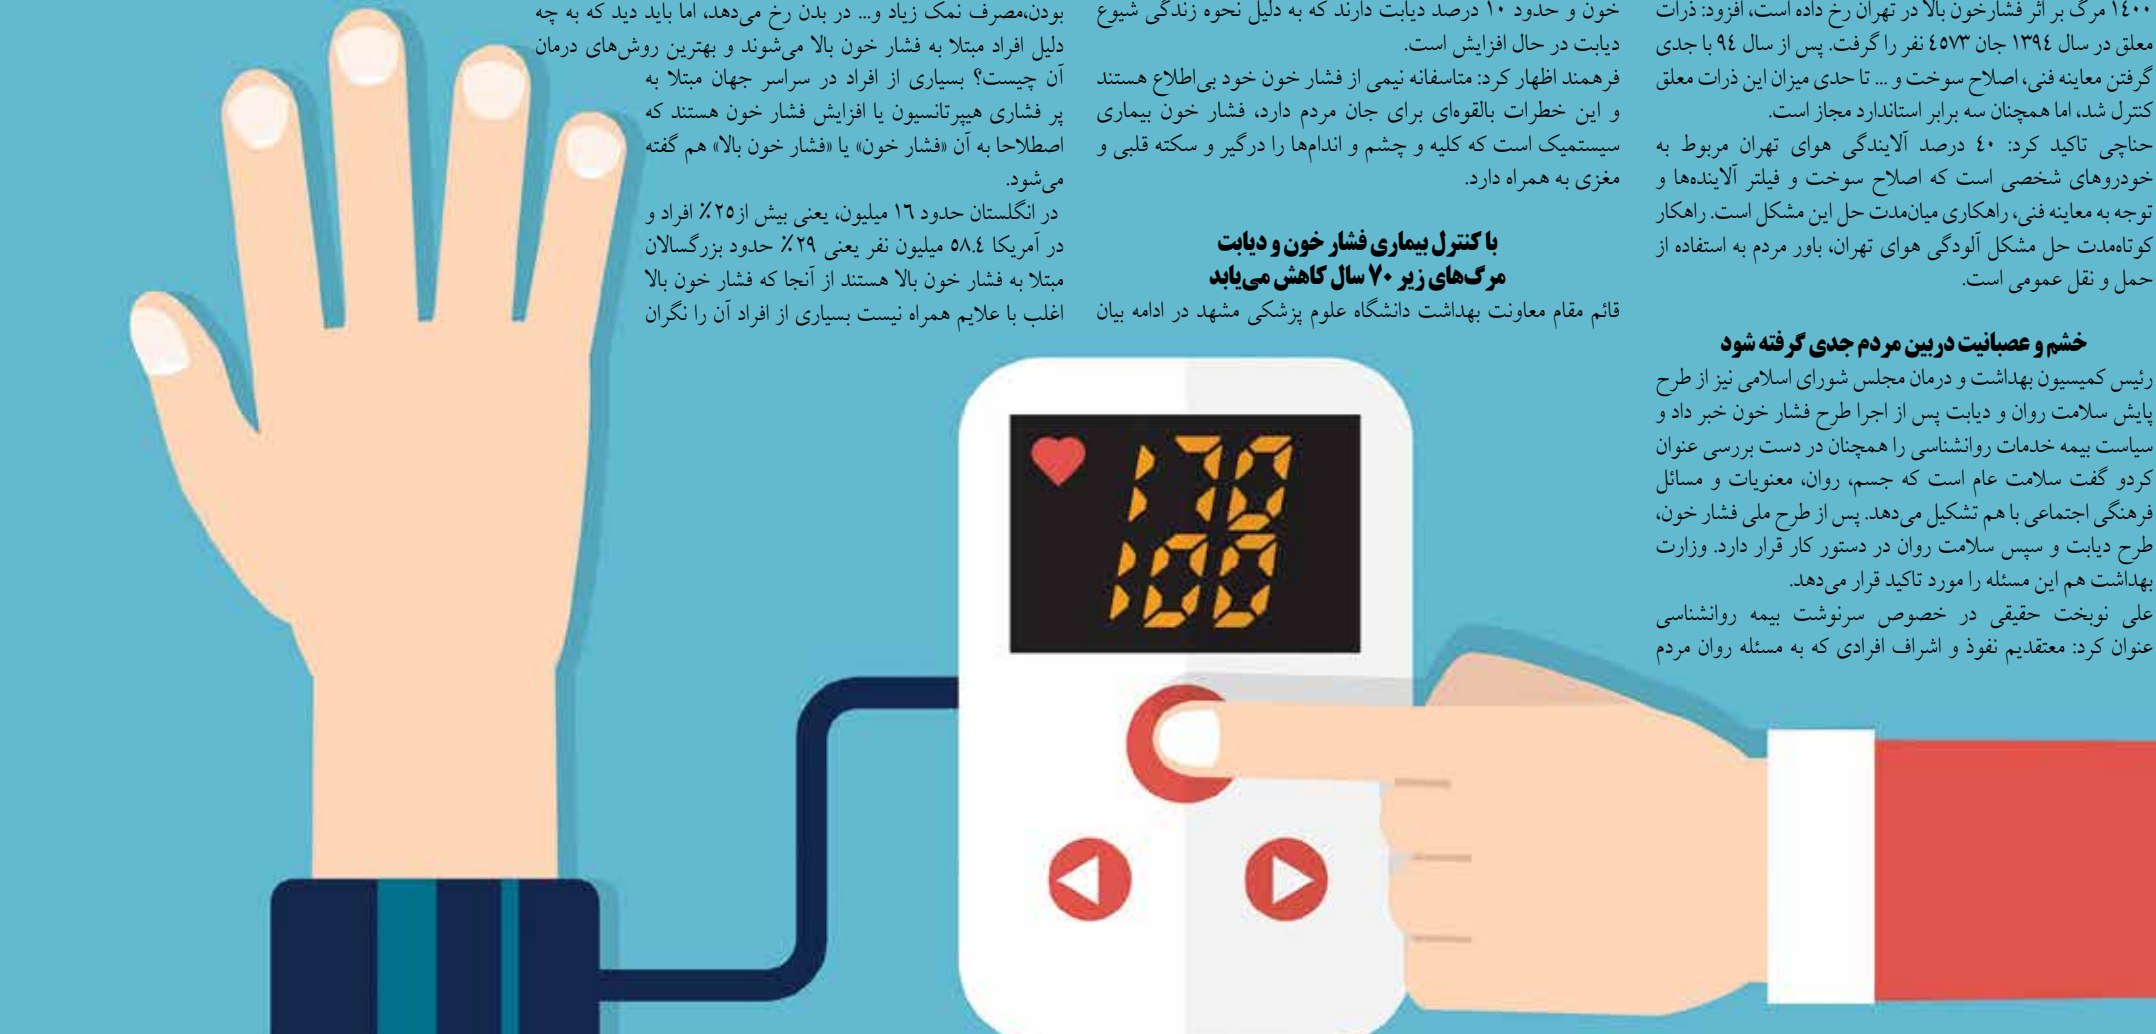 ۱٤۰۰ مرگ بر اثر فشارخون بالا در تهران رخ داده است، افزود: ذرات
معلق در سال ۱۳۹٤ جان ٤٥۷۳ نفر را گرفت. پس از سال ۹٤ با جدی
گرفتن معاینه فنی، اصلاح سوخت و ... تا حدی میزان این ذرات معلق
کنترل شد، اما همچنان سه برابر استاندارد مجاز است.
حناچی تاکید کرد: ٤۰ درصد آلایندگی هوای تهران مربوط به
خودروهای شخصی است که اصلاح سوخت و فیلتر آلاینده‌ها و
توجه به معاینه فنی، راهکاری میان‌مدت حل این مشکل است. راهکار
کوتاه‌مدت حل مشکل آلودگی هوای تهران، باور مردم به استفاده از
حمل و نقل عمومی است.
خشم و عصبانیت دربین مردم جدی گرفته شود
رئیس کمیسیون بهداشت و درمان مجلس شورای اسلامی نیز از طرح
پایش سلامت روان و دیابت پس از اجرا طرح فشار خون خبر داد و
سیاست بیمه خدمات روانشناسی را همچنان در دست بررسی عنوان
کردو گفت سلامت عام است که جسم، روان، معنویات و مسائل
فرهنگی اجتماعی با هم تشکیل می‌دهد. پس از طرح ملی فشار خون،
طرح دیابت و سپس سلامت روان در دستور کار قرار دارد. وزارت
بهداشت هم این مسئله را مورد تاکید قرار می‌دهد.
علی نوبخت حقیقی در خصوص سرنوشت بیمه روانشناسی
عنوان کرد: معتقدیم نفوذ و اشراف افرادی که به مسئله روان مردم
خون و حدود ۱۰ درصد دیابت دارند که به دلیل نحوه زندگی شیوع
دیابت در حال افزایش است.
فرهمند اظهار کرد: متاسفانه نیمی از فشار خون خود بی‌اطلاع هستند
و این خطرات بالقوه‌ای برای جان مردم دارد، فشار خون بیماری
سیستمیک است که کلیه و چشم و اندام‌ها را درگیر و سکته قلبی و
مغزی به همراه دارد.
با کنترل بیماری فشار خون و دیابت
مرگ‌های زیر ۷۰ سال کاهش می‌یابد
قائم مقام معاونت بهداشت دانشگاه علوم پزشکی مشهد در ادامه بیان
بودن،مصرف نمک زیاد و... در بدن رخ می‌دهد، اما باید دید که به چه
دلیل افراد مبتلا به فشار خون بالا می‌شوند و بهترین روش‌های درمان
آن چیست؟ بسیاری از افراد در سراسر جهان مبتلا به
پر فشاری هیپرتانسیون یا افزایش فشار خون هستند که
اصطلاحا به آن «فشار خون» یا «فشار خون بالا» هم گفته
می‌شود.
در انگلستان حدود ۱٦ میلیون، یعنی بیش از۲٥٪ افراد و
در آمریکا ٥۸.٤ میلیون نفر یعنی ۲۹٪ حدود بزرگسالان
مبتلا به فشار خون بالا هستند از آنجا که فشار خون بالا
اغلب با علایم همراه نیست بسیاری از افراد آن را نگران
170
100